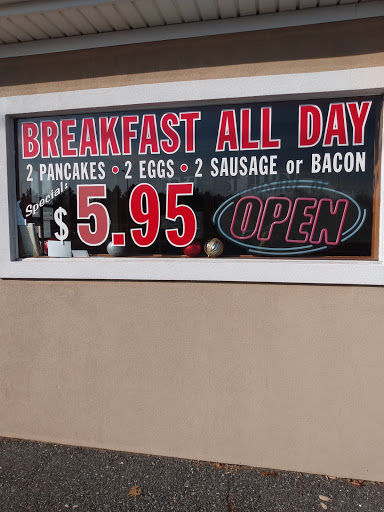 BREAKFAST ALL DAY
2 PANCAKES • 2 EGGS • 2 SAUSAGE or BACON
Special:
$5.95
OPEN